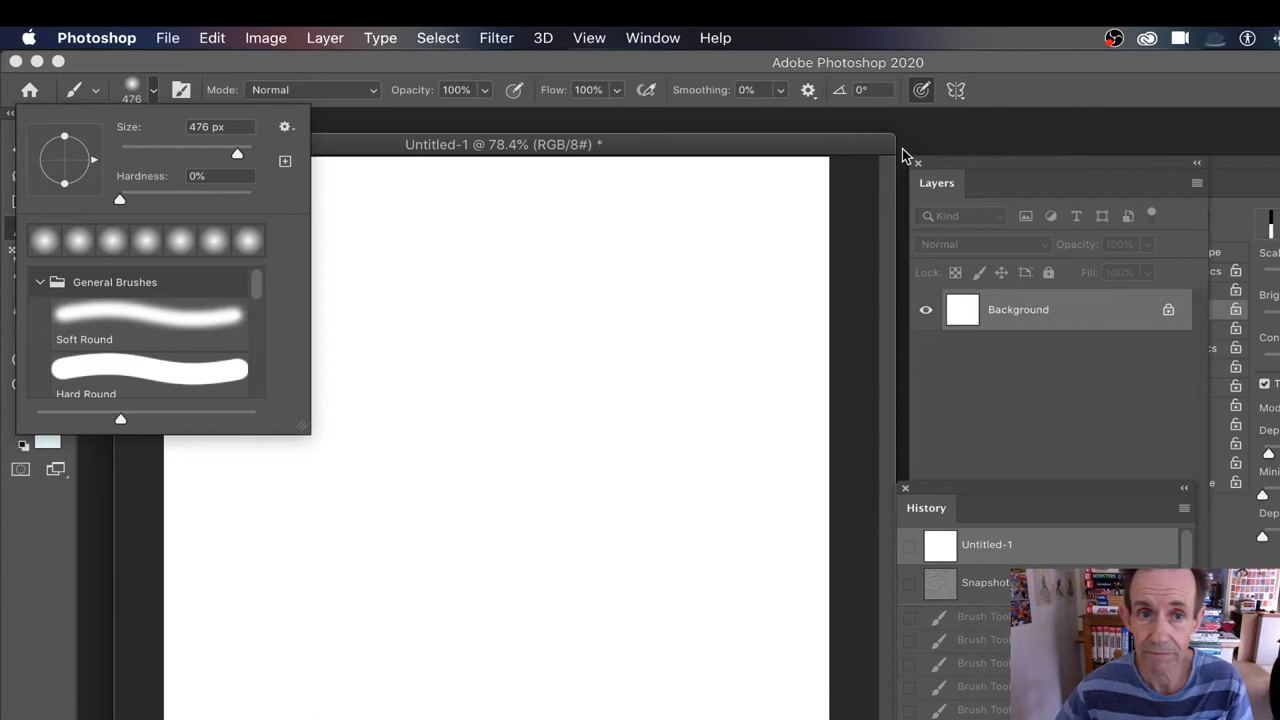 Photoshop File Edit Image Layer Type Select Filter 3D View Window Help
Adobe Photoshop 2020
476 Mode: Normal Opacity: 100% Flow: 100% Smoothing: 0% 0°
Size: 476 px
Hardness: 0%
General Brushes
Soft Round
Hard Round
Untitled-1 @ 78.4% (RGB/8#) *
Layers
Kind
Normal Opacity: 100%
Lock: Fill: 100%
Background
History
Untitled-1
Snapshot
Brush Tool
Brush Tool
Brush Tool
Brush Tool
Brush Tool